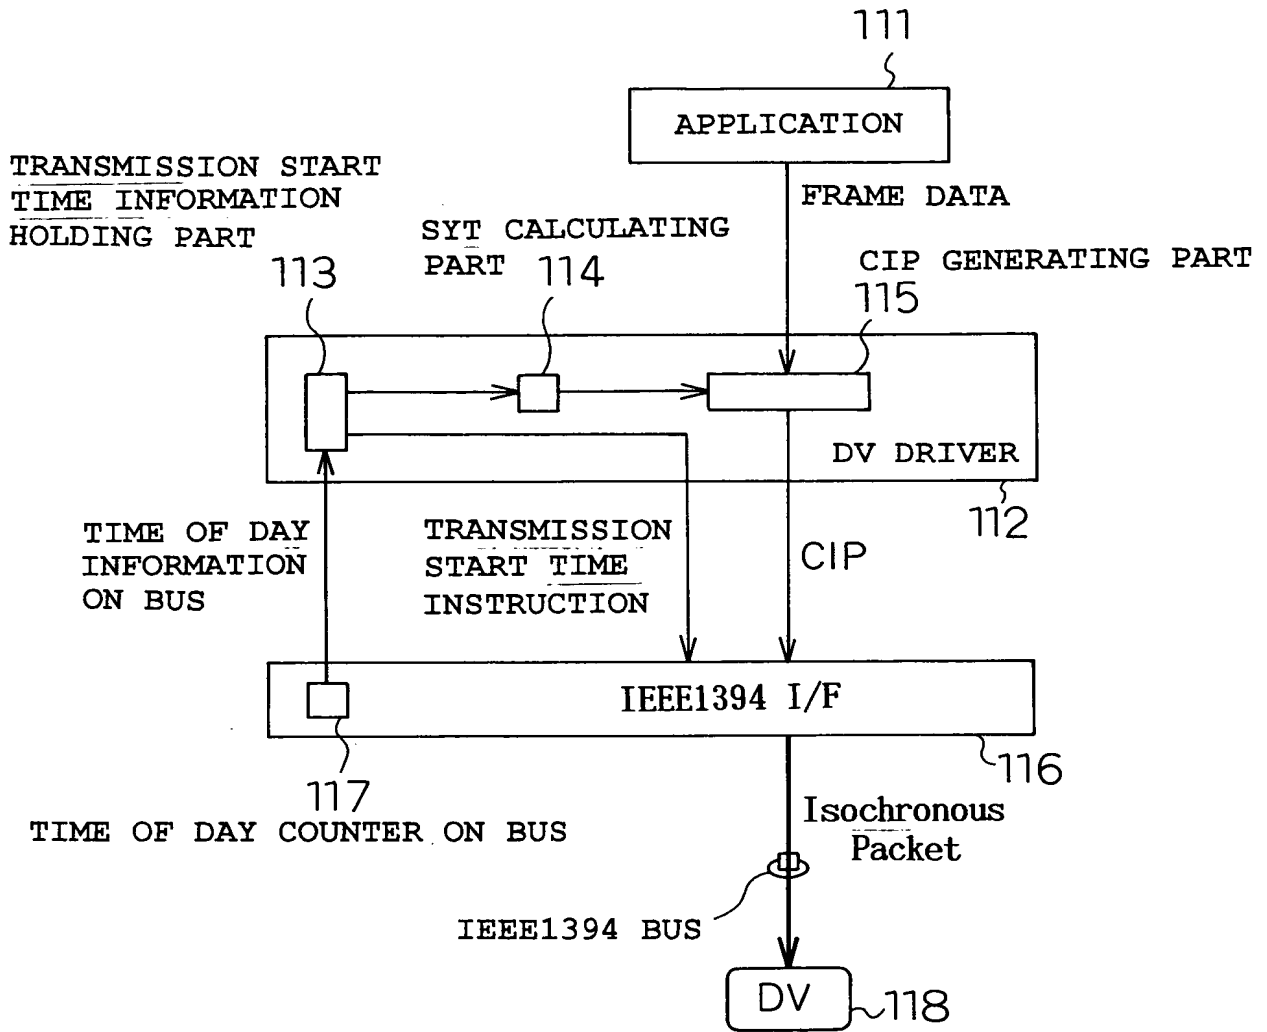 111
APPLICATION
TRANSMISSION START
TIME INFORMATION
HOLDING PART
FRAME DATA
SYT CALCULATING
PART
CIP GENERATING PART
113
114
115
DV DRIVER
112
TIME OF DAY
INFORMATION
ON BUS
TRANSMISSION
START TIME
INSTRUCTION
CIP
IEEE1394 I/F
116
117
TIME OF DAY COUNTER ON BUS
Isochronous
Packet
IEEE1394 BUS
DV
118